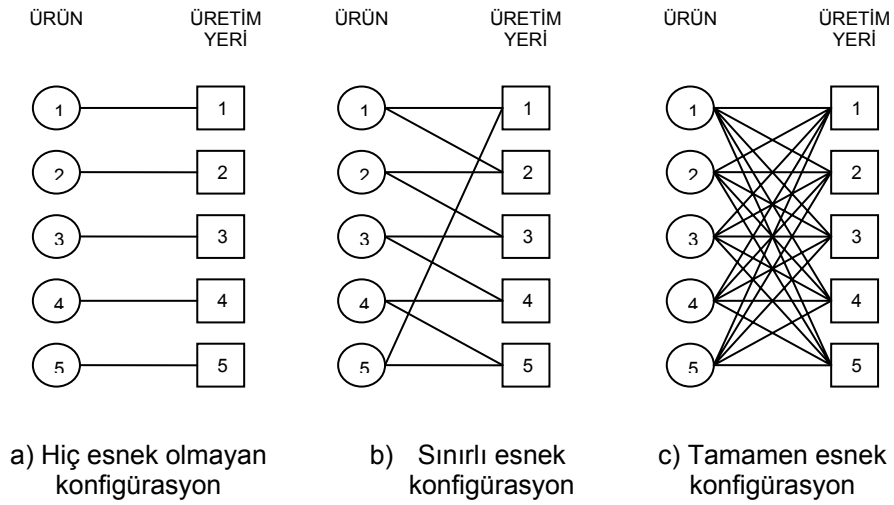 ÜRÜN ÜRETİM YERİ ÜRÜN ÜRETİM YERİ ÜRÜN ÜRETİM YERİ
1 1 1 1 1 1
2 2 2 2 2 2
3 3 3 3 3 3
4 4 4 4 4 4
5 5 5 5 5 5
a) Hiç esnek olmayan
konfigürasyon
b) Sınırlı esnek
konfigürasyon
c) Tamamen esnek
konfigürasyon